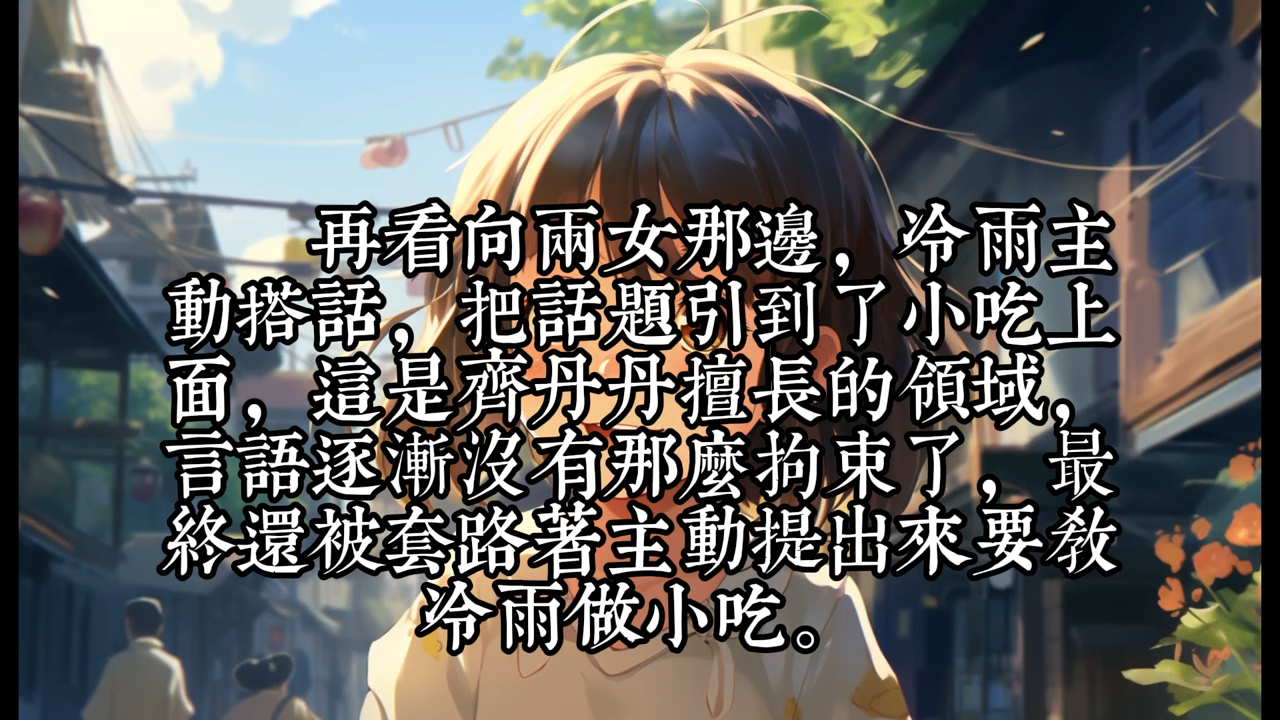 再看向兩女那邊，冷雨主
動搭話，把話題引到了小吃上
面，這是齊丹丹擅長的領域，
言語逐漸沒有那麼拘束了，最
終還被套路著主動提出來要教
冷雨做小吃。